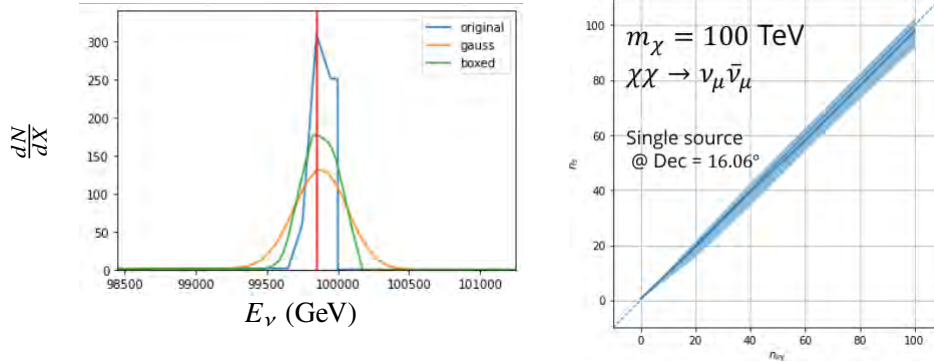 original
gauss
boxed
300
250
200
150
100
50
0
dN
dX
98500 99000 99500 100000 100500 101000
E_ν (GeV)
m_χ = 100 TeV
χχ → ν_μ ν̄_μ
Single source
@ Dec = 16.06°
100
80
60
40
20
0
n_s
0 20 40 60 80 100
n_inj